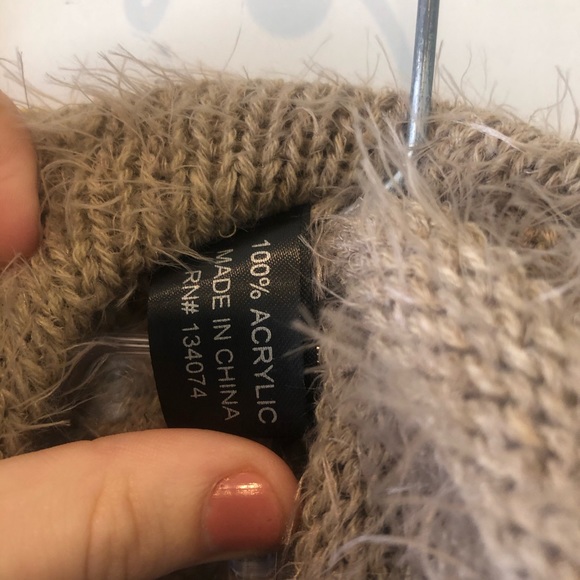 100% ACRYLIC
MADE IN CHINA
RN# 134074